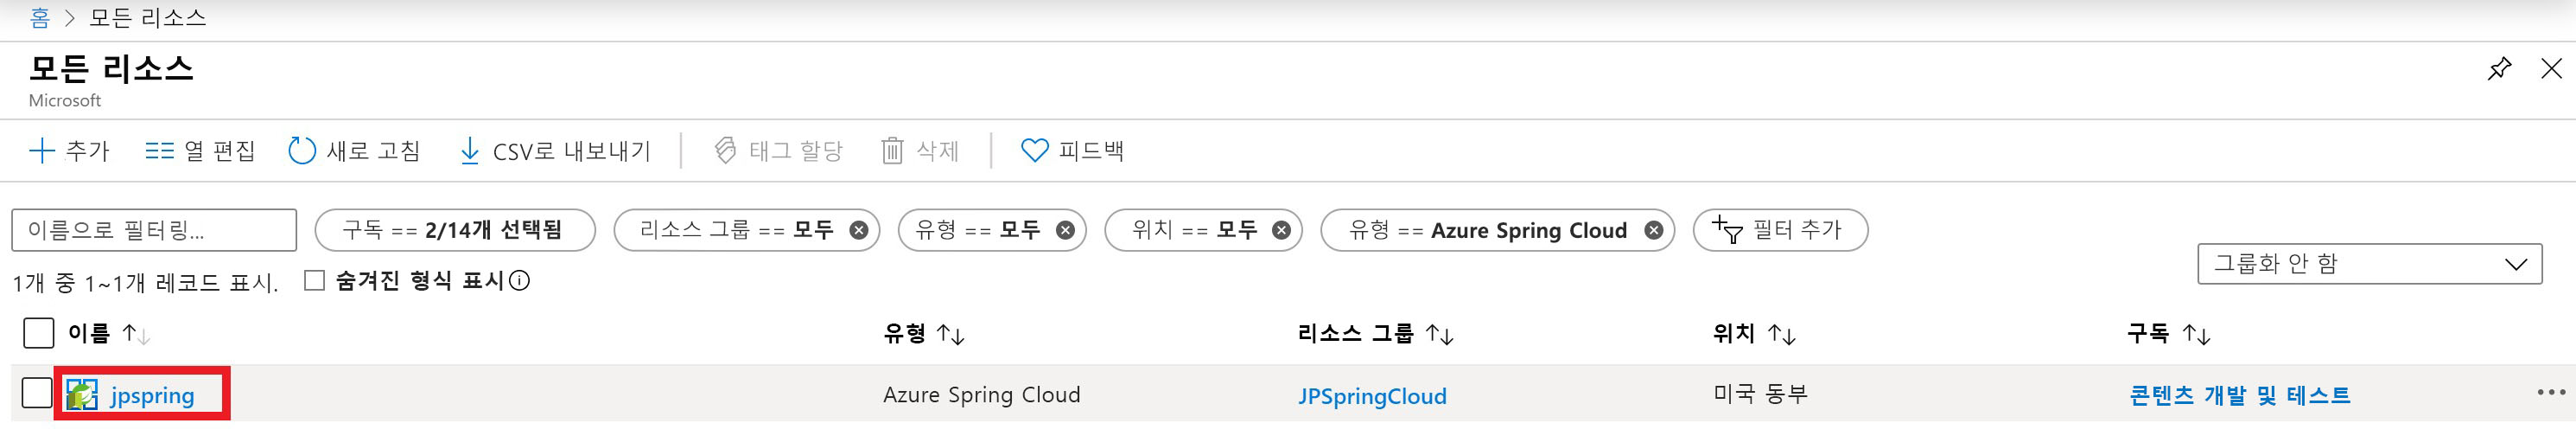 홈 > 모든 리소스
모든 리소스
Microsoft
추가 열 편집 새로 고침 CSV로 내보내기 태그 할당 삭제 피드백
이름으로 필터링... 구독 == 2/14개 선택됨 리소스 그룹 == 모두 유형 == 모두 위치 == 모두 유형 == Azure Spring Cloud 필터 추가
1개 중 1~1개 레코드 표시. 숨겨진 형식 표시 그룹화 안 함
이름 유형 리소스 그룹 위치 구독
jpspring Azure Spring Cloud JPSpringCloud 미국 동부 콘텐츠 개발 및 테스트